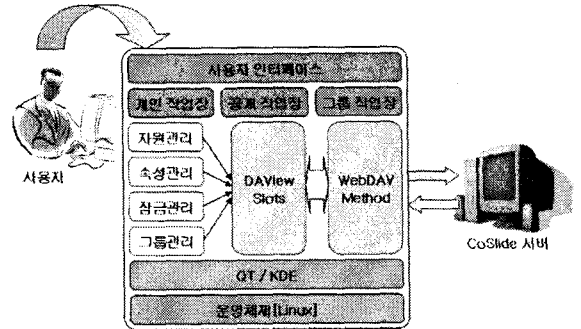 사용자 인터페이스
개인 작업장 공개 작업장 그룹 작업장
자원관리
속성관리
잠금관리
그룹관리
DAView
Slots
WebDAV
Method
사용자
CoSlide 서버
QT / KDE
운영체제[Linux]